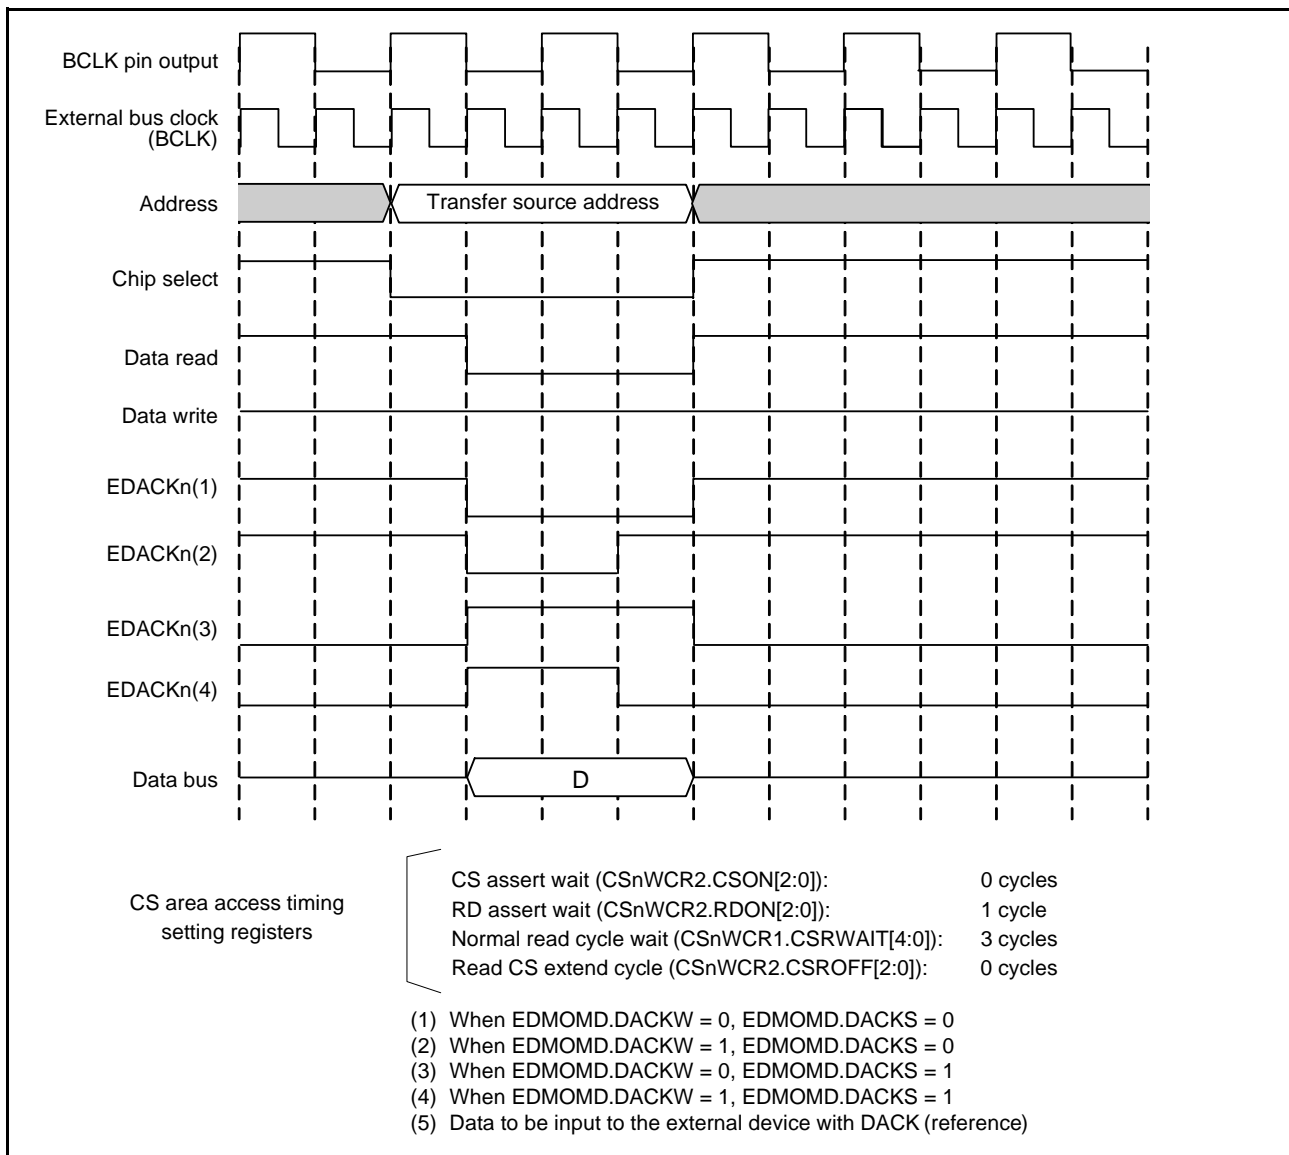 BCLK pin output
External bus clock
(BCLK)
Address
Transfer source address
Chip select
Data read
Data write
EDACKn(1)
EDACKn(2)
EDACKn(3)
EDACKn(4)
Data bus
D
CS area access timing
setting registers
CS assert wait (CSnWCR2.CSON[2:0]): 0 cycles
RD assert wait (CSnWCR2.RDON[2:0]): 1 cycle
Normal read cycle wait (CSnWCR1.CSRWAIT[4:0]): 3 cycles
Read CS extend cycle (CSnWCR2.CSROFF[2:0]): 0 cycles
(1) When EDMOMD.DACKW = 0, EDMOMD.DACKS = 0
(2) When EDMOMD.DACKW = 1, EDMOMD.DACKS = 0
(3) When EDMOMD.DACKW = 0, EDMOMD.DACKS = 1
(4) When EDMOMD.DACKW = 1, EDMOMD.DACKS = 1
(5) Data to be input to the external device with DACK (reference)